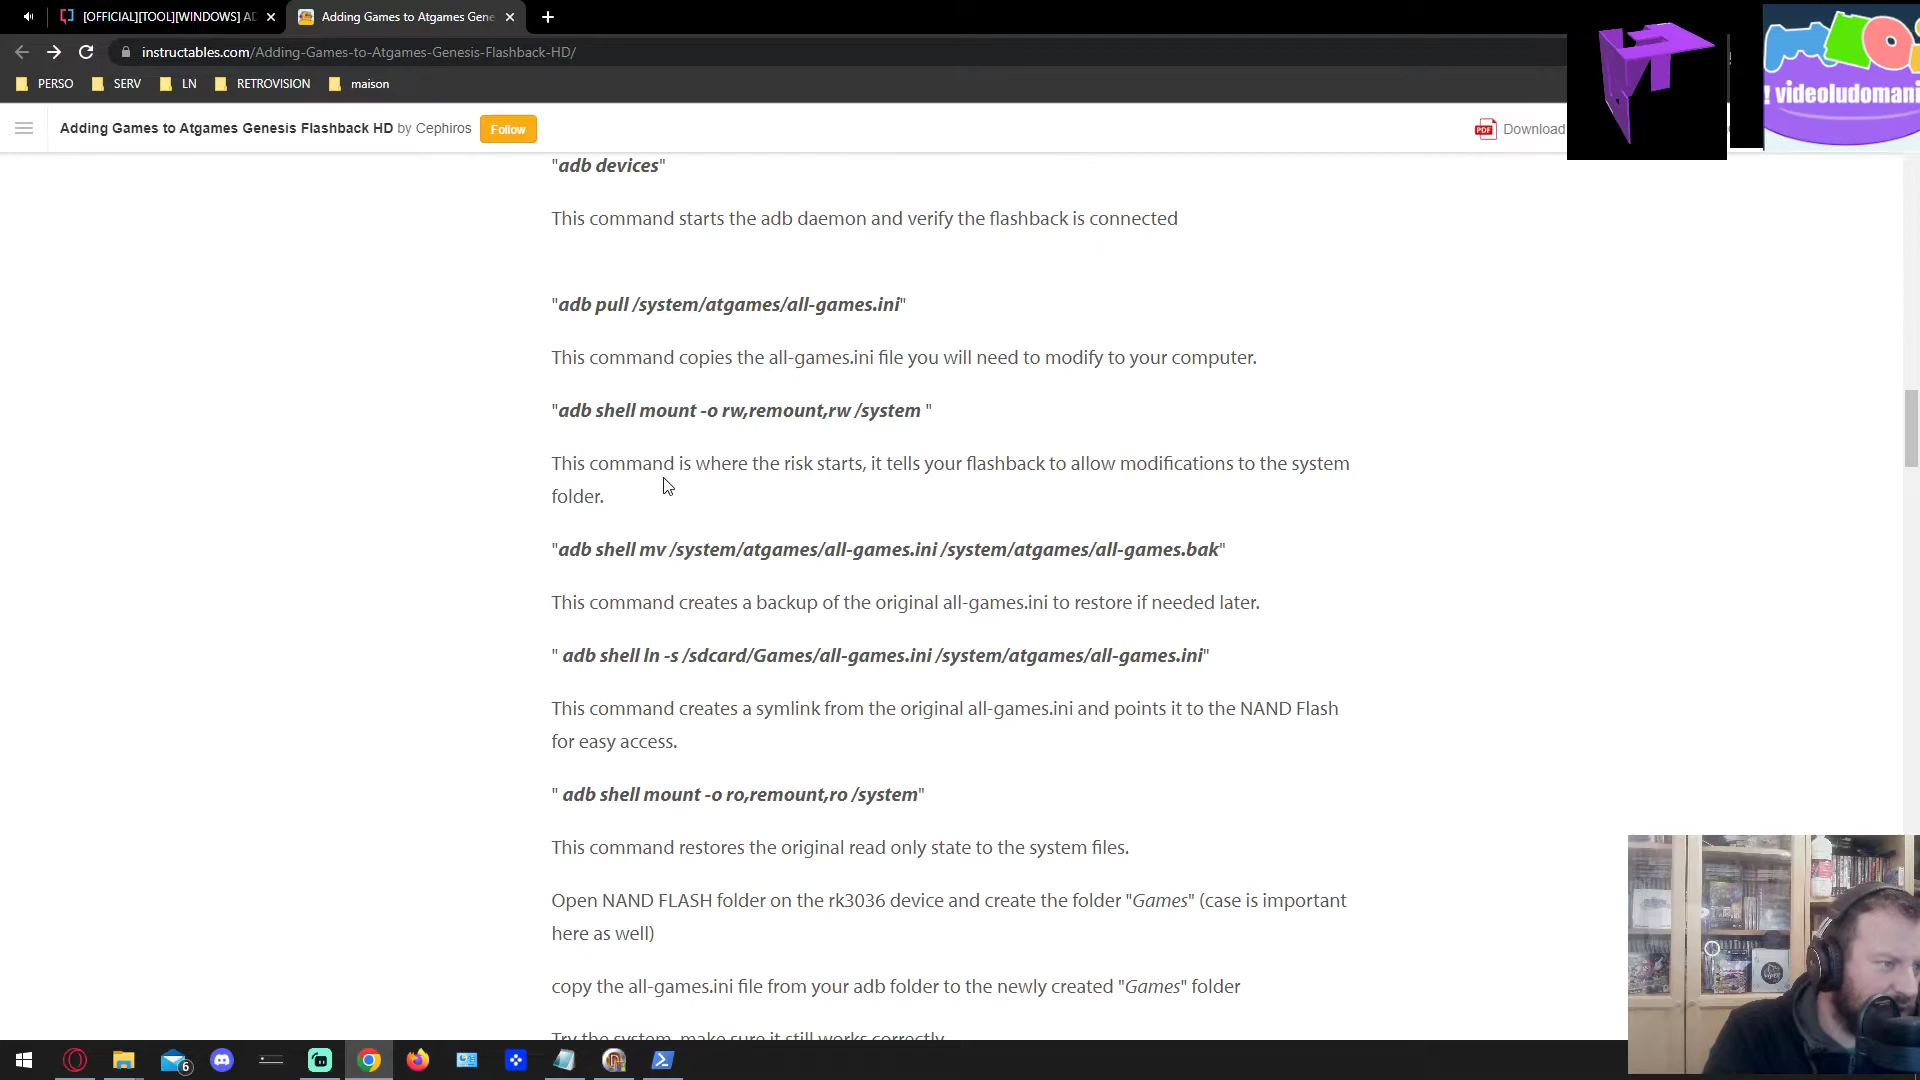 [OFFICIAL][TOOL][WINDOWS] AD
Adding Games to Atgames Gene
instructables.com/Adding-Games-to-Atgames-Genesis-Flashback-HD/
PERSO
SERV
LN
RETROVISION
maison
! videoludomani
Adding Games to Atgames Genesis Flashback HD by Cephiros
Follow
PDF
Download
"adb devices"
This command starts the adb daemon and verify the flashback is connected
"adb pull /system/atgames/all-games.ini"
This command copies the all-games.ini file you will need to modify to your computer.
"adb shell mount -o rw,remount,rw /system "
This command is where the risk starts, it tells your flashback to allow modifications to the system
folder.
"adb shell mv /system/atgames/all-games.ini /system/atgames/all-games.bak"
This command creates a backup of the original all-games.ini to restore if needed later.
" adb shell ln -s /sdcard/Games/all-games.ini /system/atgames/all-games.ini"
This command creates a symlink from the original all-games.ini and points it to the NAND Flash
for easy access.
" adb shell mount -o ro,remount,ro /system"
This command restores the original read only state to the system files.
Open NAND FLASH folder on the rk3036 device and create the folder "Games" (case is important
here as well)
copy the all-games.ini file from your adb folder to the newly created "Games" folder
Try the system, make sure it still works correctly
6